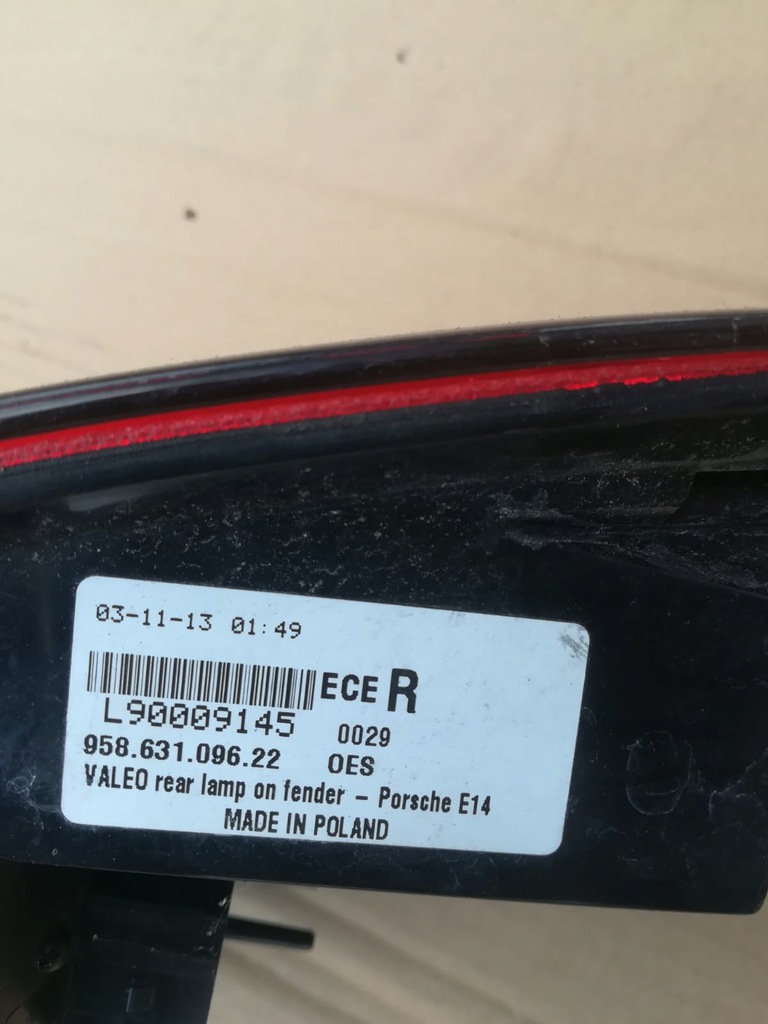 03-11-13 01:49
ECE R
L90009145 0029
958.631.096.22 OES
VALEO rear lamp on fender - Porsche E14
MADE IN POLAND